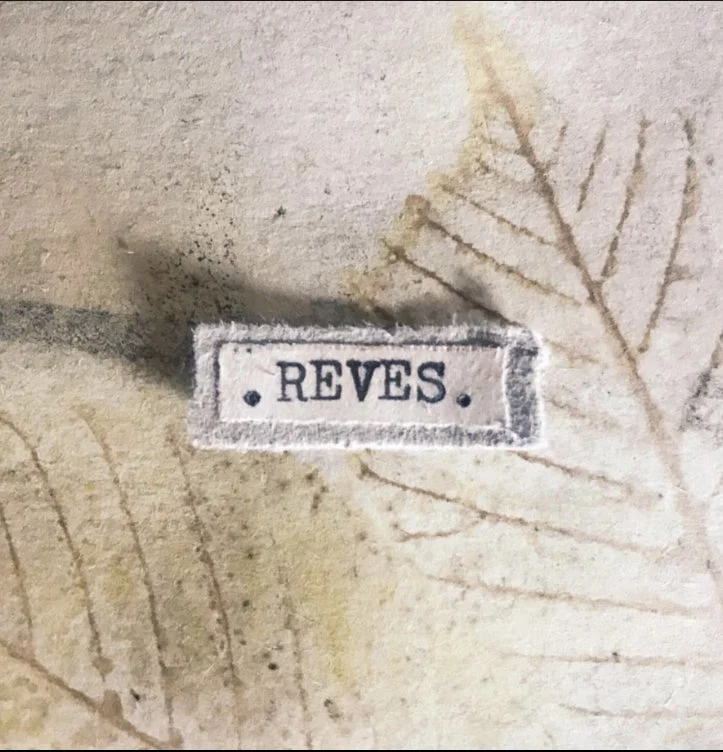 . REVES .